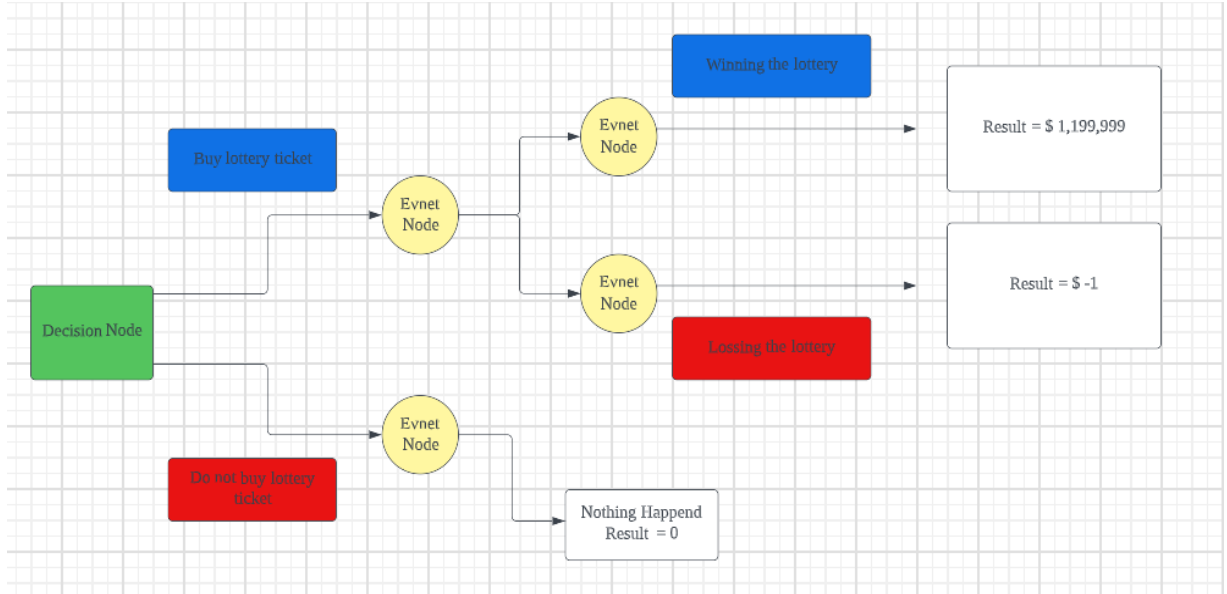 Winning the lottery
Evnet
Node
Result = $ 1,199,999
Buy lottery ticket
Evnet
Node
Evnet
Node
Result = $ -1
Decision Node
Lossing the lottery
Evnet
Node
Do not buy lottery
ticket
Nothing Happend
Result = 0